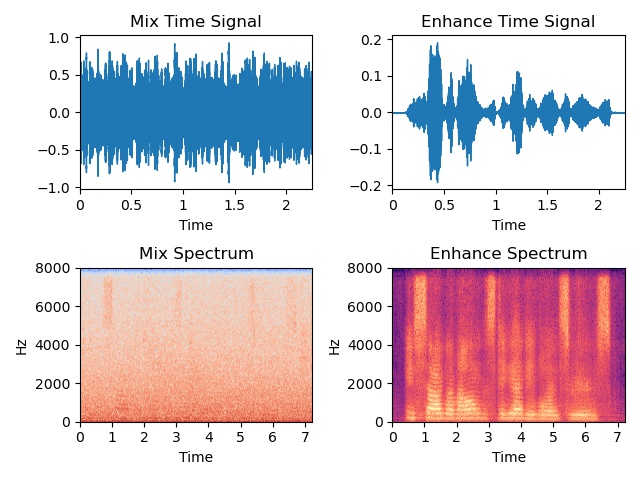 Mix Time Signal
1.0
0.5
0.0
−0.5
−1.0
0 0.5 1 1.5 2
Time
Enhance Time Signal
0.2
0.1
0.0
−0.1
−0.2
0 0.5 1 1.5 2
Time
Mix Spectrum
Hz
8000
6000
4000
2000
0
0 1 2 3 4 5 6 7
Time
Enhance Spectrum
Hz
8000
6000
4000
2000
0
0 1 2 3 4 5 6 7
Time